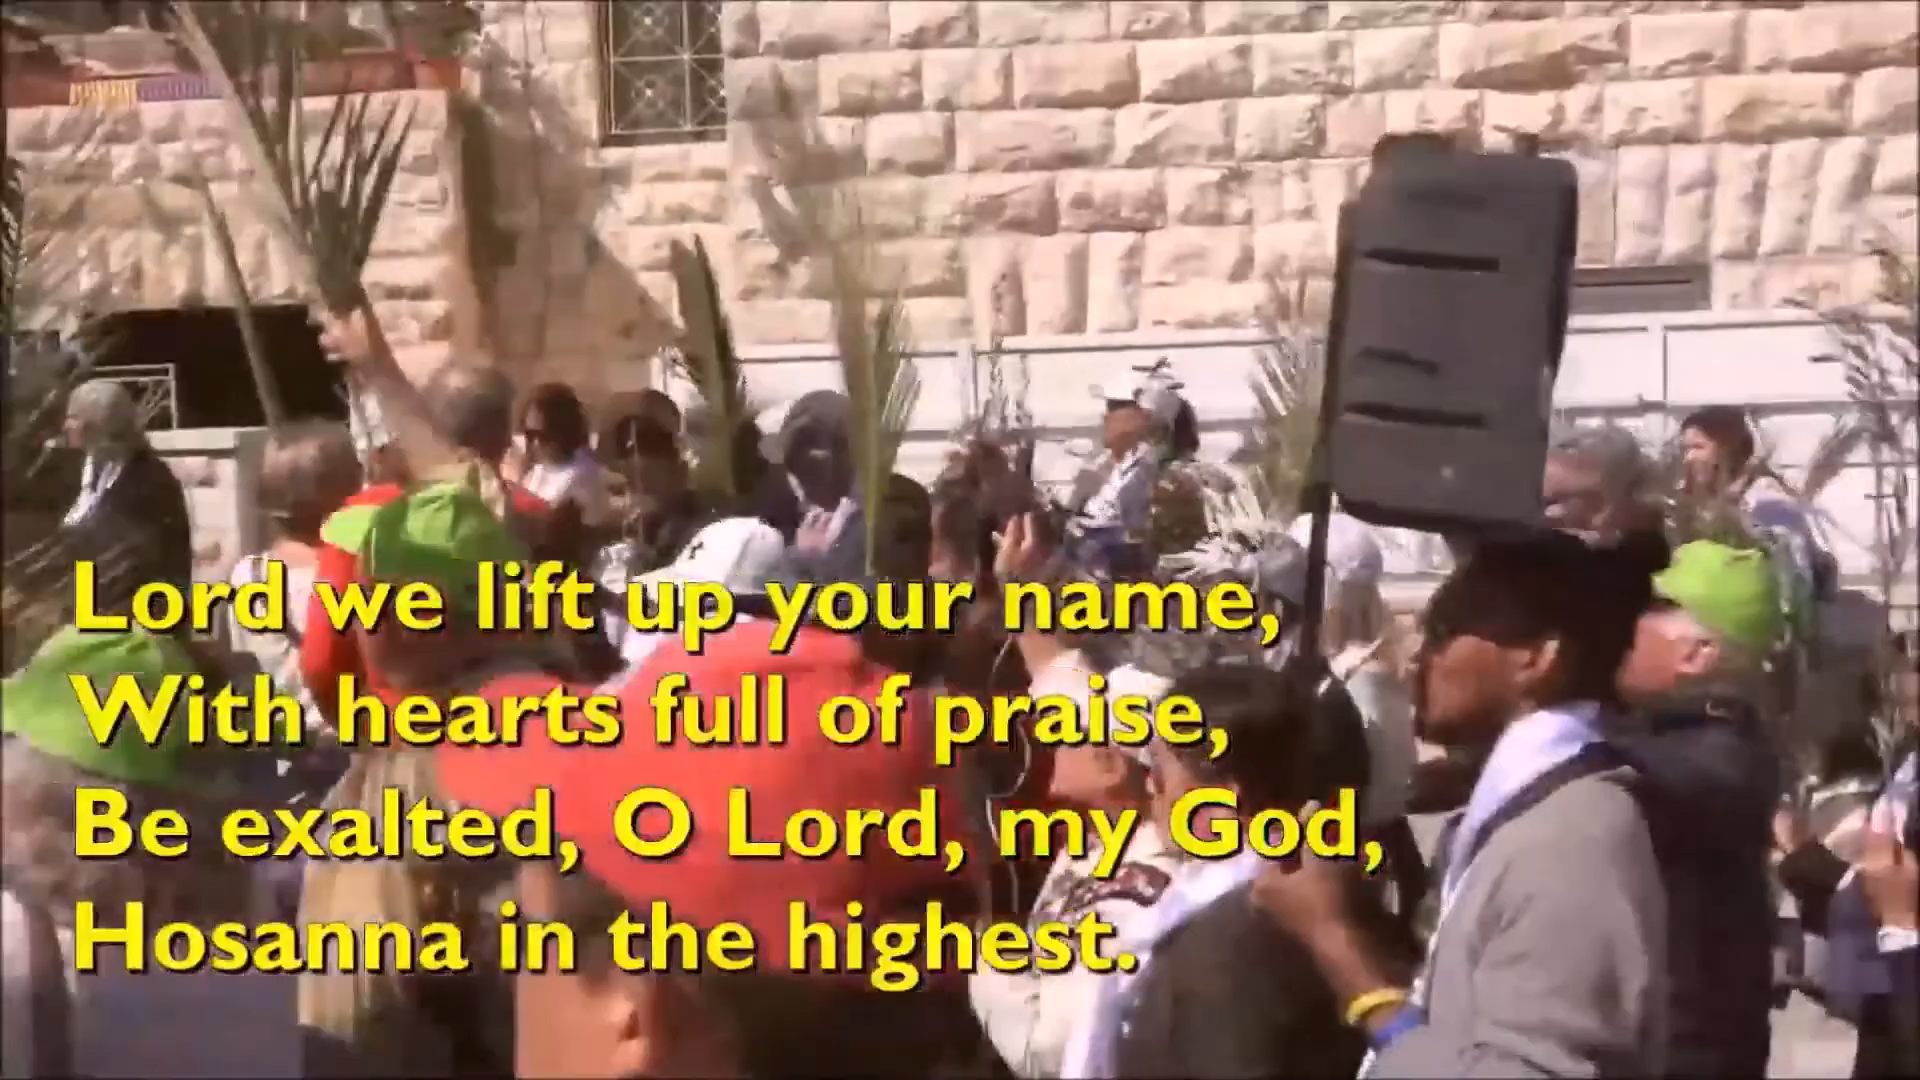 Lord we lift up your name,
With hearts full of praise,
Be exalted, O Lord, my God,
Hosanna in the highest.